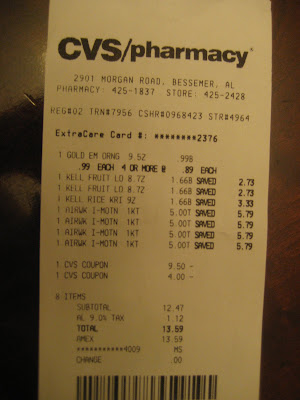 CVS/pharmacy
2901 MORGAN ROAD, BESSEMER, AL
PHARMACY: 425-1837 STORE: 425-2428
REG#02 TRN#7956 CSHR#0968423 STR#4964
ExtraCare Card #: ********2376
1 GOLD EM ORNG 9.5Z .99B
.99 EACH 4 OR MORE @ .89 EACH
1 KELL FRUIT LO 8.7Z 1.66B SAVED 2.73
1 KELL FRUIT LO 8.7Z 1.66B SAVED 2.73
1 KELL RICE KRI 9Z 1.66B SAVED 3.33
1 AIRWK I-MOTN 1KT 5.00T SAVED 5.79
1 AIRWK I-MOTN 1KT 5.00T SAVED 5.79
1 AIRWK I-MOTN 1KT 5.00T SAVED 5.79
1 AIRWK I-MOTN 1KT 5.00T SAVED 5.79
1 CVS COUPON 9.50-
1 CVS COUPON 4.00-
8 ITEMS
SUBTOTAL 12.47
AL 9.0% TAX 1.12
TOTAL 13.59
AMEX 13.59
***********4009 MS
CHANGE .00